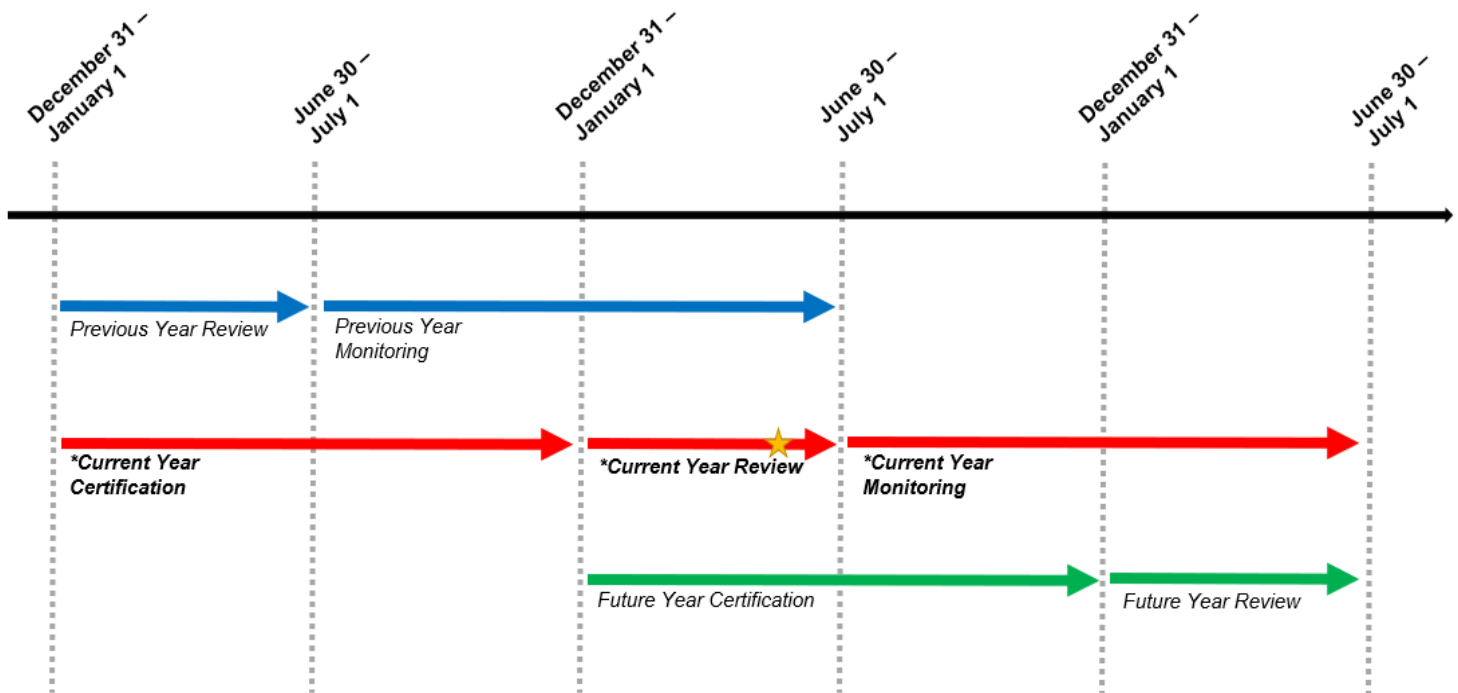 December 31 –
January 1
June 30 –
July 1
December 31 –
January 1
June 30 –
July 1
December 31 –
January 1
June 30 –
July 1
Previous Year Review
Previous Year
Monitoring
*Current Year
Certification
*Current Year Review
*Current Year
Monitoring
Future Year Certification
Future Year Review